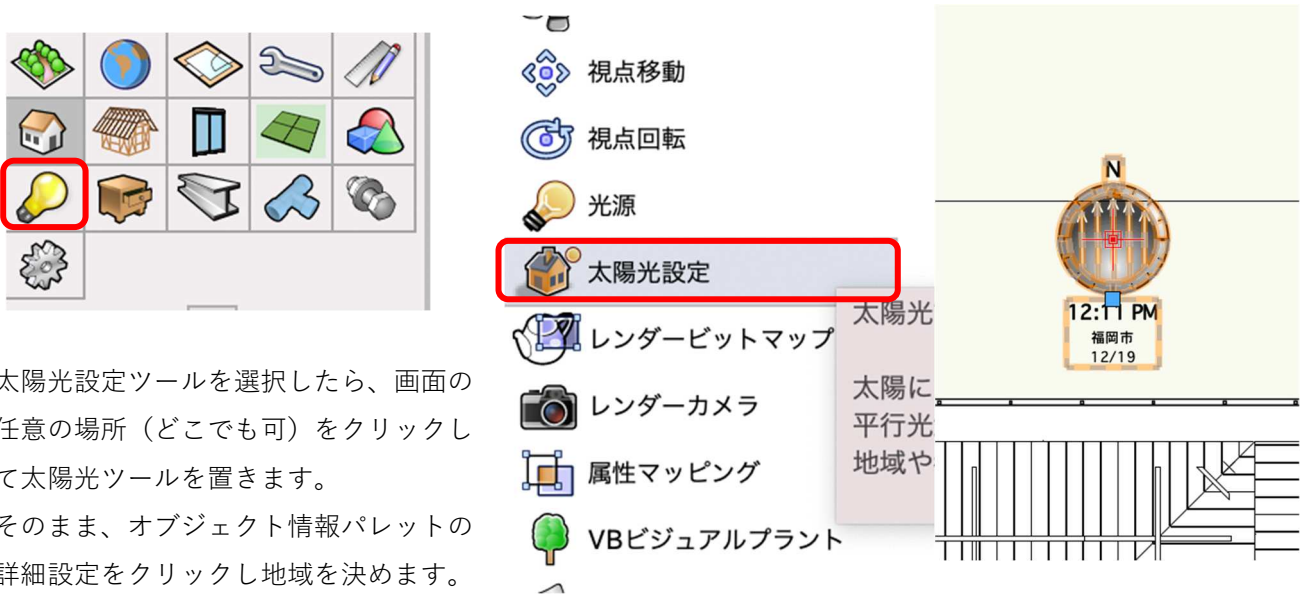 視点移動
視点回転
光源
太陽光設定
レンダービットマップ
レンダーカメラ
属性マッピング
VBビジュアルプラント
太陽光
太陽に
平行光
地域や
N
12:11 PM
福岡市
12/19
太陽光設定ツールを選択したら、画面の
任意の場所（どこでも可）をクリックし
て太陽光ツールを置きます。
そのまま、オブジェクト情報パレットの
詳細設定をクリックし地域を決めます。